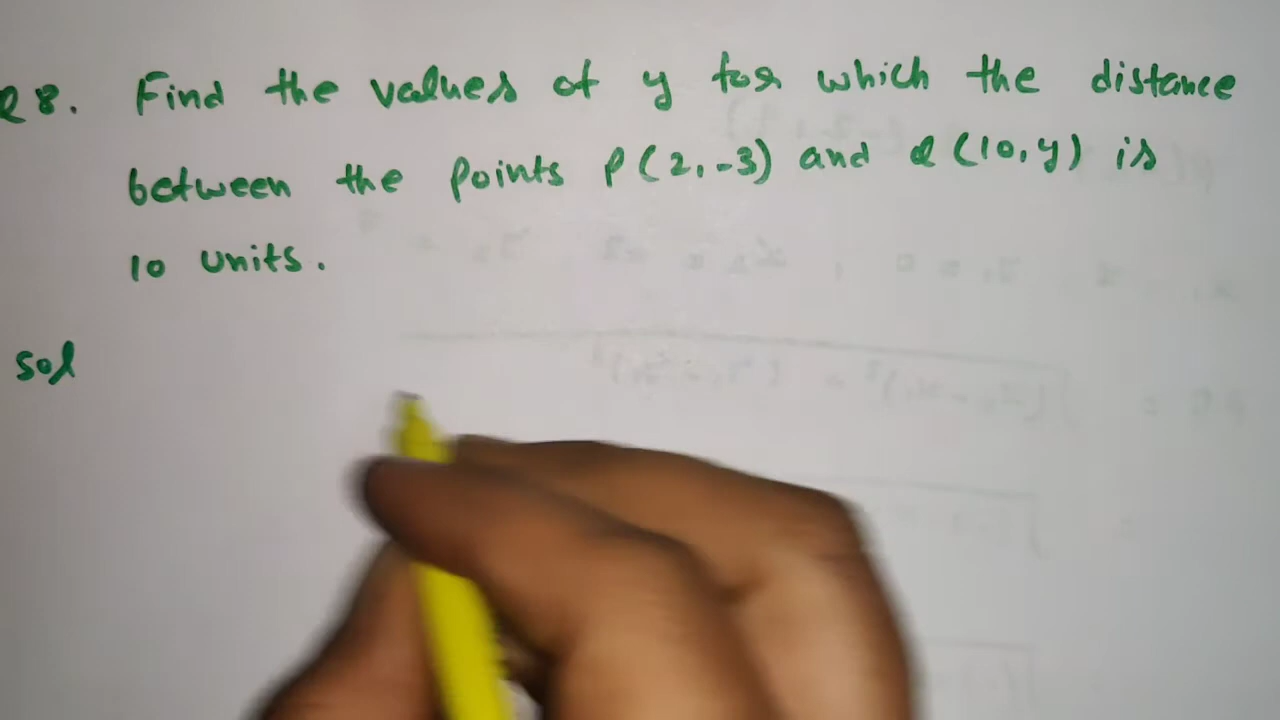 Q8. Find the values of y for which the distance
between the points P(2,-3) and Q(10,y) is
10 units.
sol